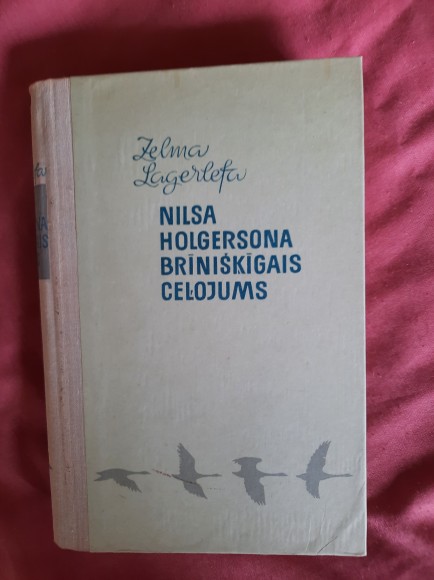 Zelma
Lagerlefa
NILSA
HOLGERSONA
BRĪNIŠĶĪGAIS
CEĻOJUMS